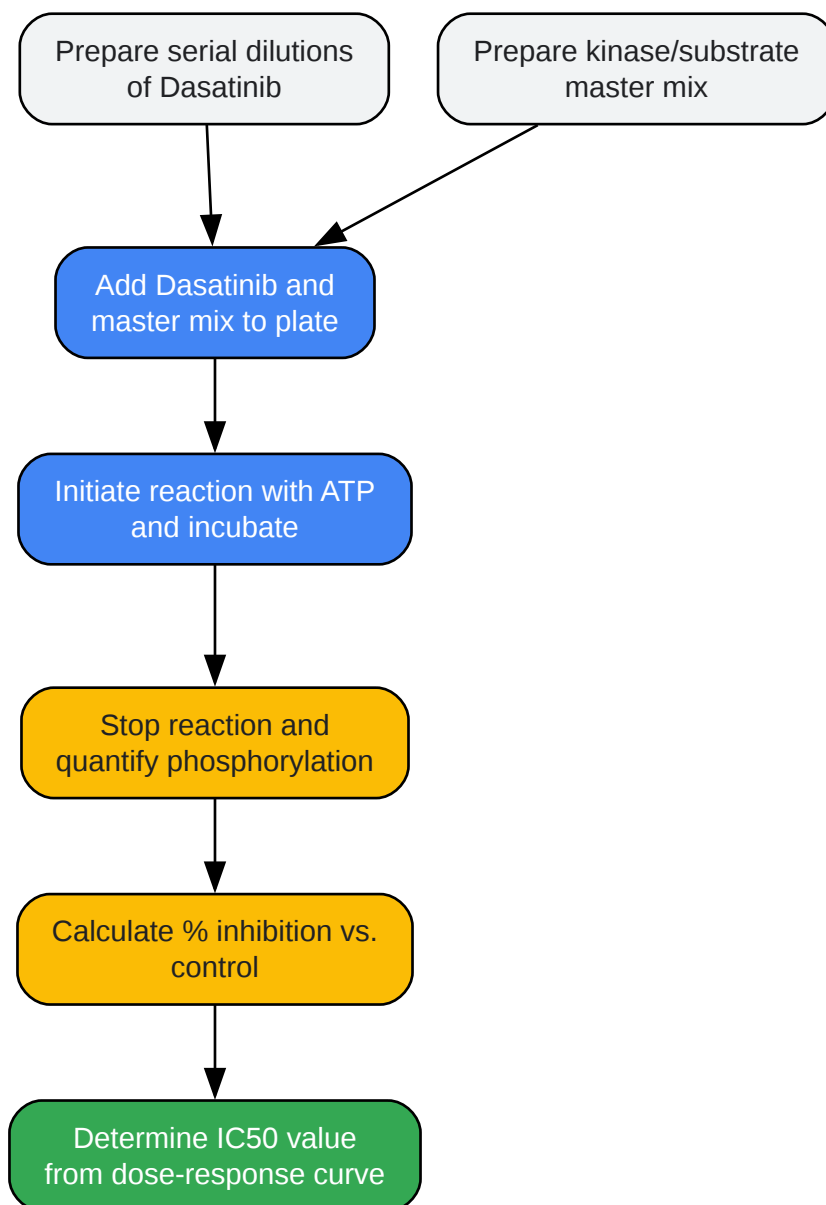 Prepare serial dilutions
of Dasatinib
Prepare kinase/substrate
master mix
Add Dasatinib and
master mix to plate
Initiate reaction with ATP
and incubate
Stop reaction and
quantify phosphorylation
Calculate % inhibition vs.
control
Determine IC50 value
from dose-response curve